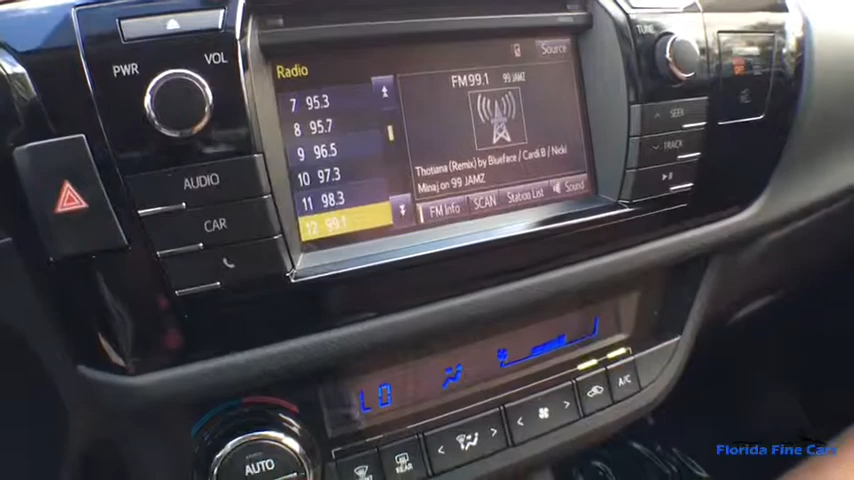 PWR
VOL
AUDIO
CAR
Radio
7 95.3
8 95.7
9 96.5
10 97.3
11 98.3
12 99.1
FM99.1 99 JAMZ
Source
Thotiana (Remix) by Blueface / Cardi B / Nicki
Minaj on 99 JAMZ
FM Info
SCAN
Station List
Sound
TUNE
SEEK
TRACK
LO
AUTO
FRONT
REAR
A/C
Florida Fine Cars